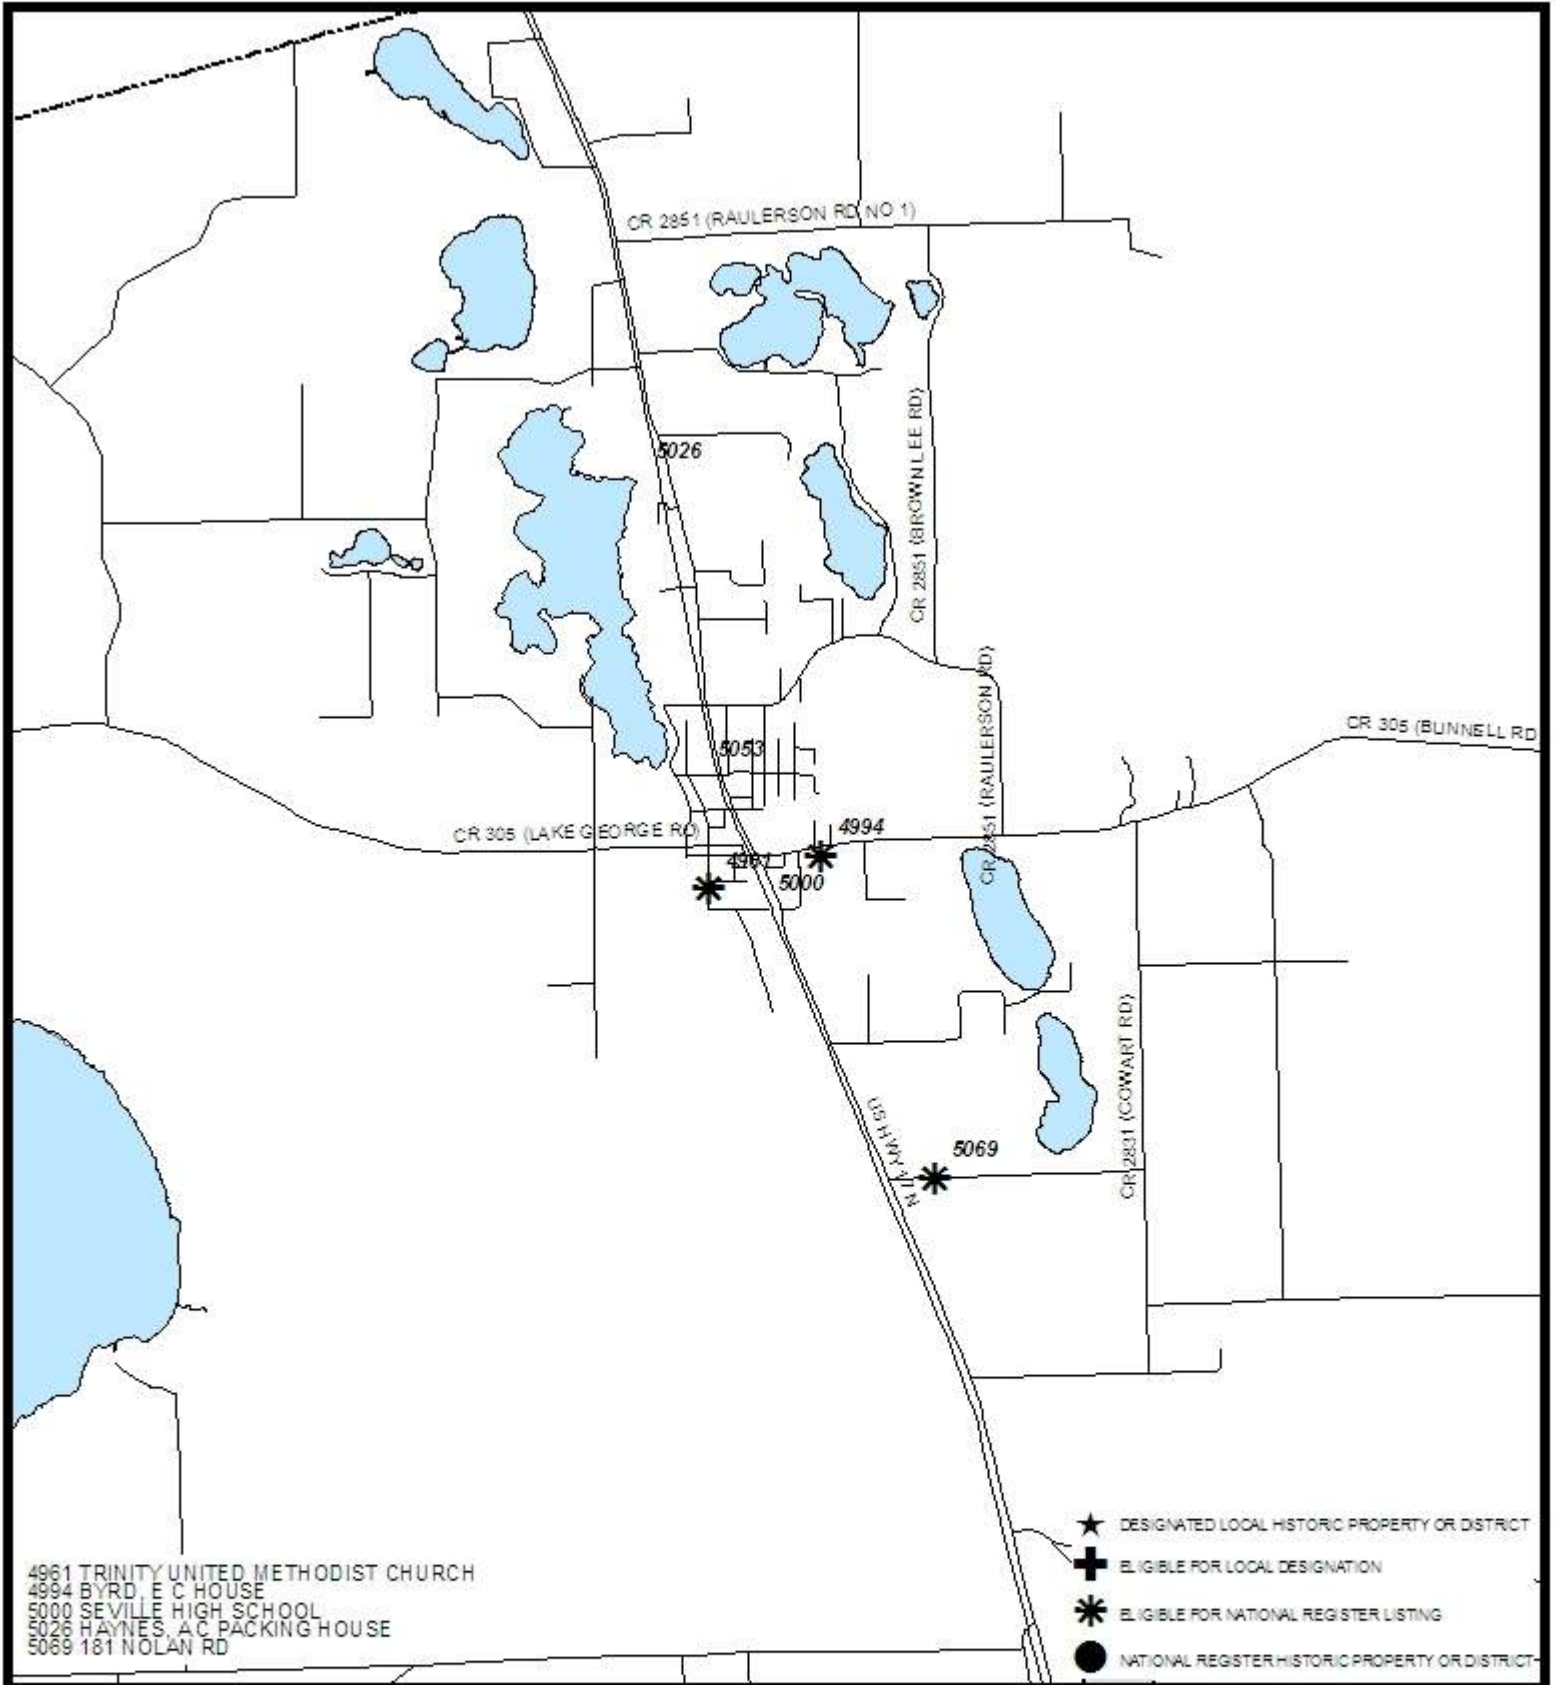 CR 2851 (RAULERSON RD NO 1)
5026
CR 2851 (BROWNLEE RD)
CR 2851 (RAULERSON RD)
CR 305 (BUNNELL RD
5053
CR 305 (LAKE GEORGE RD)
4994
4961
5000
CR 2831 (COWART RD)
US HWY 17 N
5069
4961 TRINITY UNITED METHODIST CHURCH
4994 BYRD, E C HOUSE
5000 SEVILLE HIGH SCHOOL
5026 HAYNES, AC PACKING HOUSE
5069 181 NOLAN RD
DESIGNATED LOCAL HISTORIC PROPERTY OR DISTRICT
ELIGIBLE FOR LOCAL DESIGNATION
ELIGIBLE FOR NATIONAL REGISTER LISTING
NATIONAL REGISTER HISTORIC PROPERTY OR DISTRICT